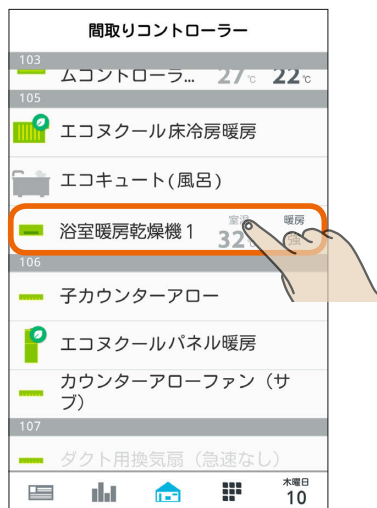 間取りコントローラー
103
ムコントローラ… 27℃ 22℃
105
エコヌクール床冷房暖房
エコキュート(風呂)
室温 暖房
浴室暖房乾燥機1 32℃ 強
106
子カウンターアロー
エコヌクールパネル暖房
カウンターアローファン（サ
ブ）
107
ダクト用換気扇（急速なし）
木曜日
10